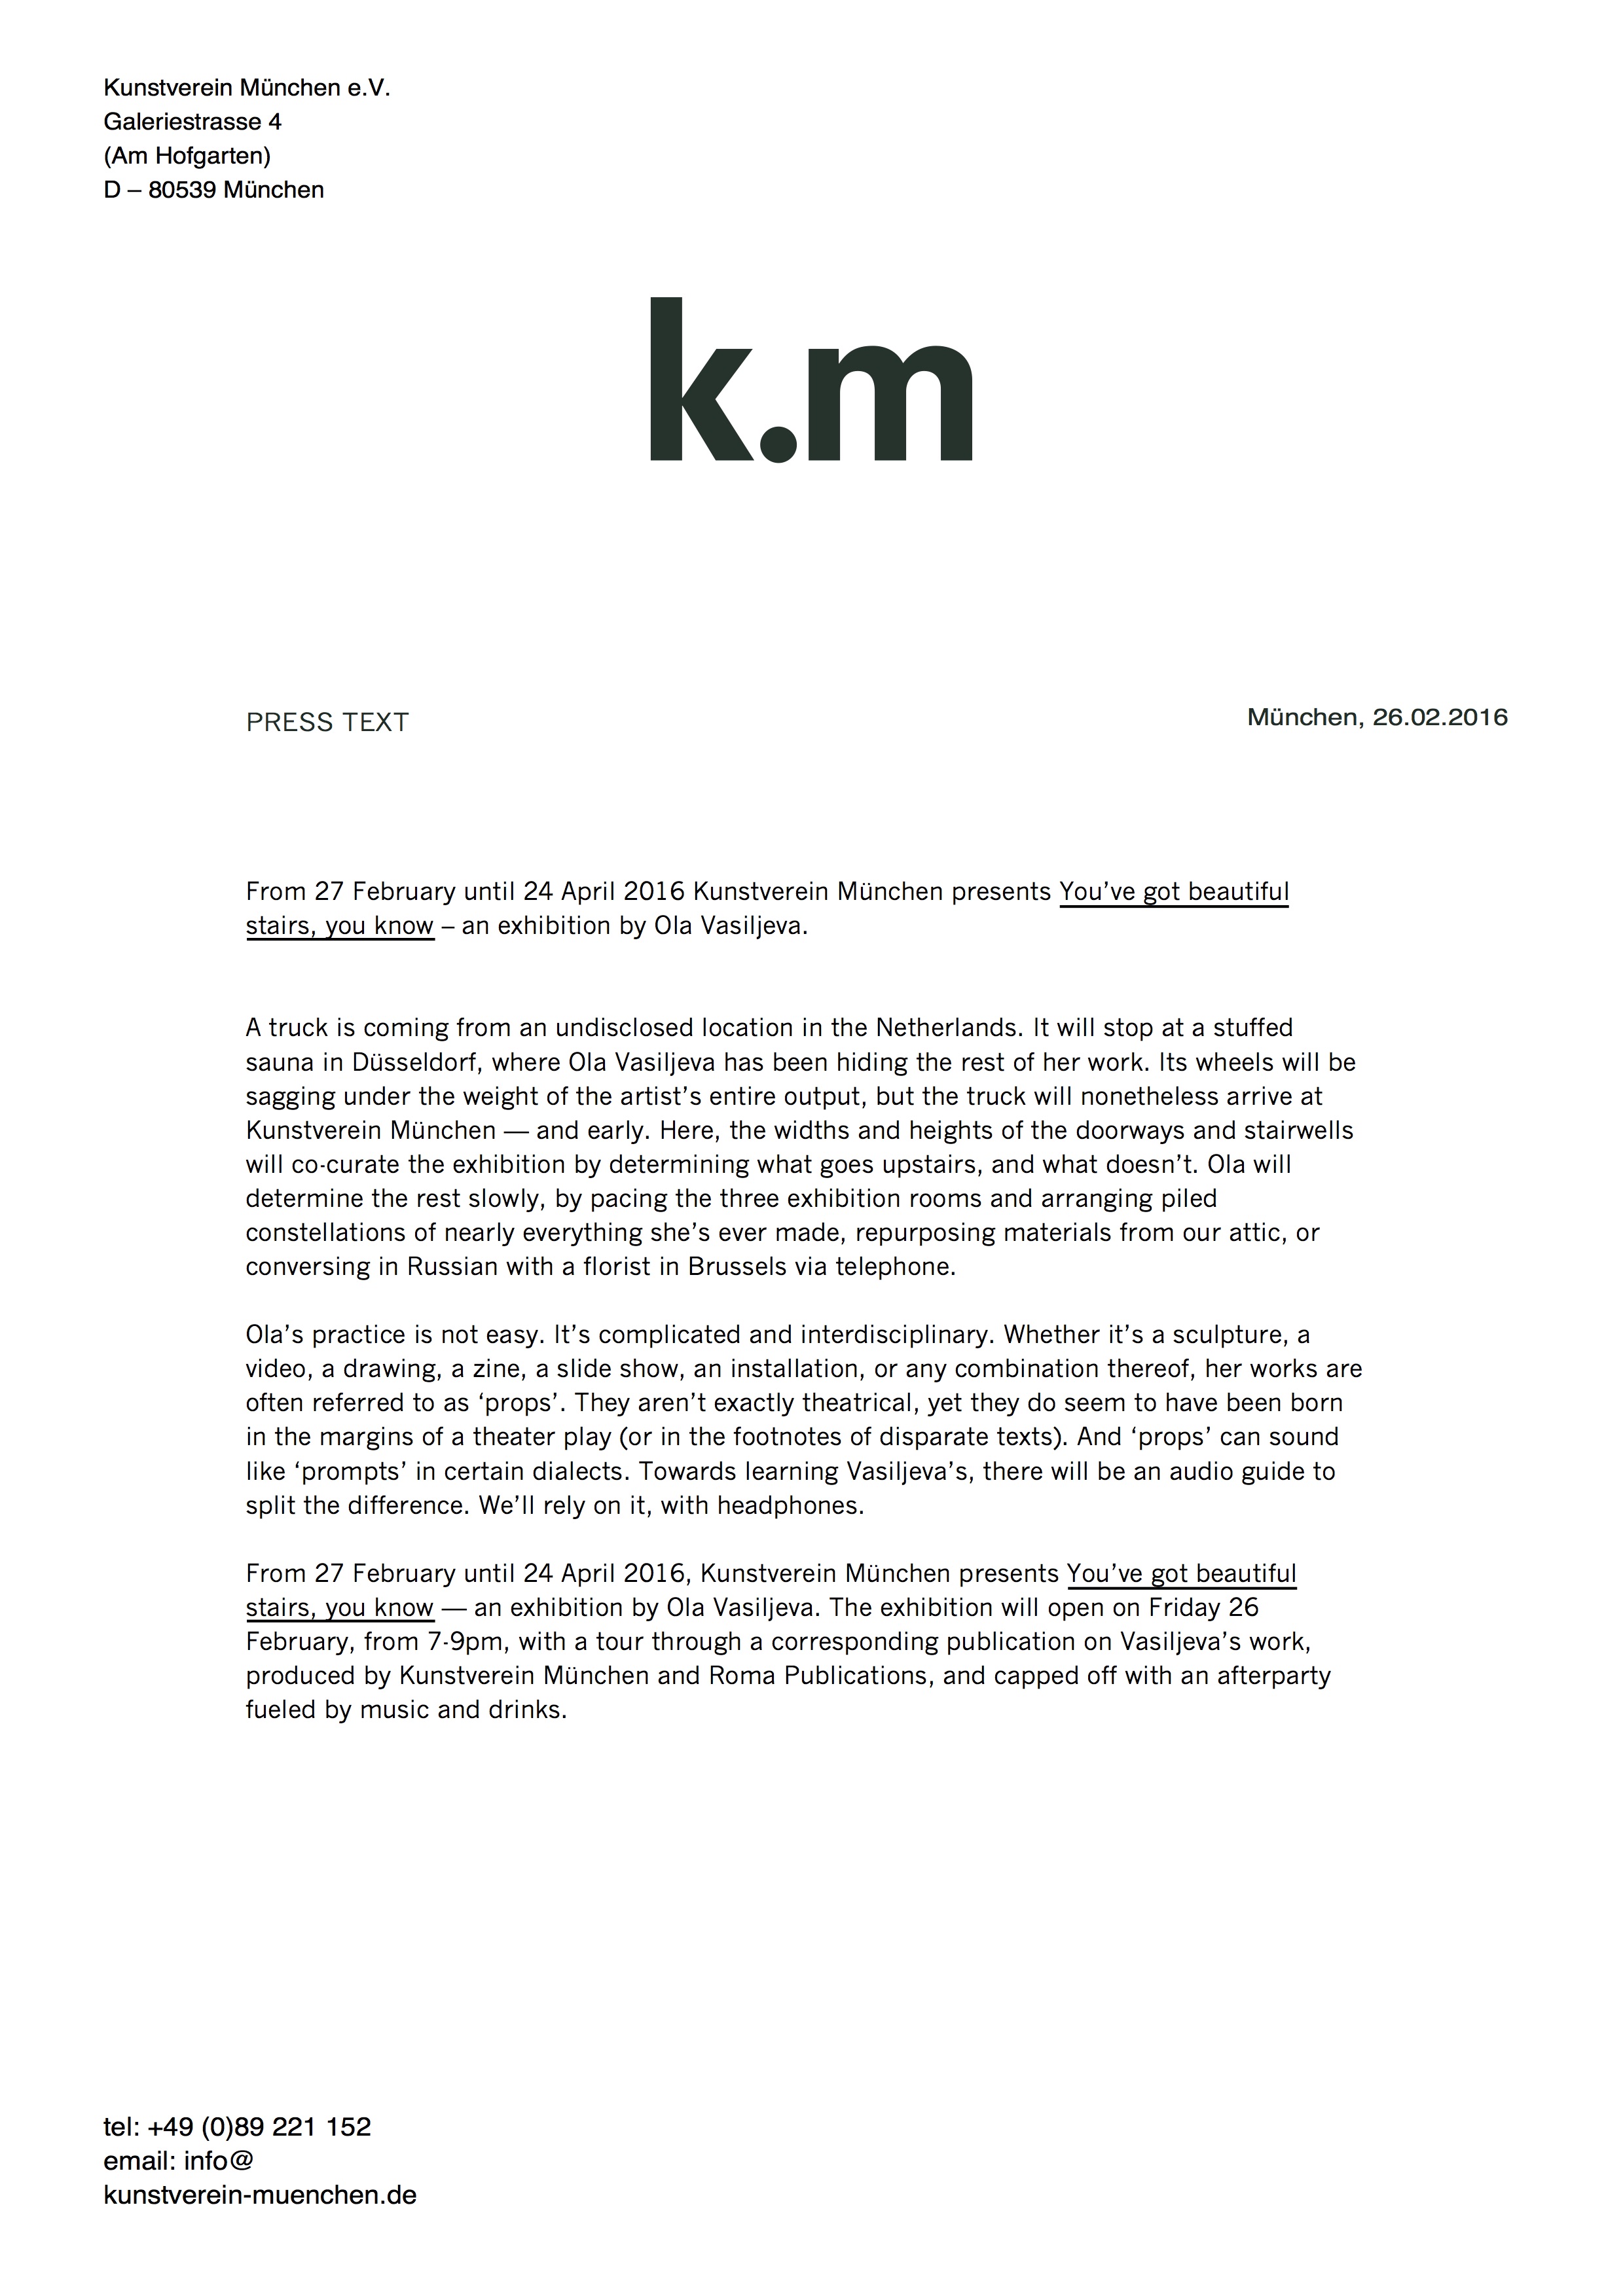 Kunstverein München e.V.
Galeriestrasse 4
(Am Hofgarten)
D – 80539 München
k.m
PRESS TEXT
München, 26.02.2016
From 27 February until 24 April 2016 Kunstverein München presents You’ve got beautiful
stairs, you know – an exhibition by Ola Vasiljeva.
A truck is coming from an undisclosed location in the Netherlands. It will stop at a stuffed
sauna in Düsseldorf, where Ola Vasiljeva has been hiding the rest of her work. Its wheels will be
sagging under the weight of the artist’s entire output, but the truck will nonetheless arrive at
Kunstverein München — and early. Here, the widths and heights of the doorways and stairwells
will co-curate the exhibition by determining what goes upstairs, and what doesn’t. Ola will
determine the rest slowly, by pacing the three exhibition rooms and arranging piled
constellations of nearly everything she’s ever made, repurposing materials from our attic, or
conversing in Russian with a florist in Brussels via telephone.
Ola’s practice is not easy. It’s complicated and interdisciplinary. Whether it’s a sculpture, a
video, a drawing, a zine, a slide show, an installation, or any combination thereof, her works are
often referred to as ‘props’. They aren’t exactly theatrical, yet they do seem to have been born
in the margins of a theater play (or in the footnotes of disparate texts). And ‘props’ can sound
like ‘prompts’ in certain dialects. Towards learning Vasiljeva’s, there will be an audio guide to
split the difference. We’ll rely on it, with headphones.
From 27 February until 24 April 2016, Kunstverein München presents You’ve got beautiful
stairs, you know — an exhibition by Ola Vasiljeva. The exhibition will open on Friday 26
February, from 7-9pm, with a tour through a corresponding publication on Vasiljeva’s work,
produced by Kunstverein München and Roma Publications, and capped off with an afterparty
fueled by music and drinks.
tel: +49 (0)89 221 152
email: info@
kunstverein-muenchen.de